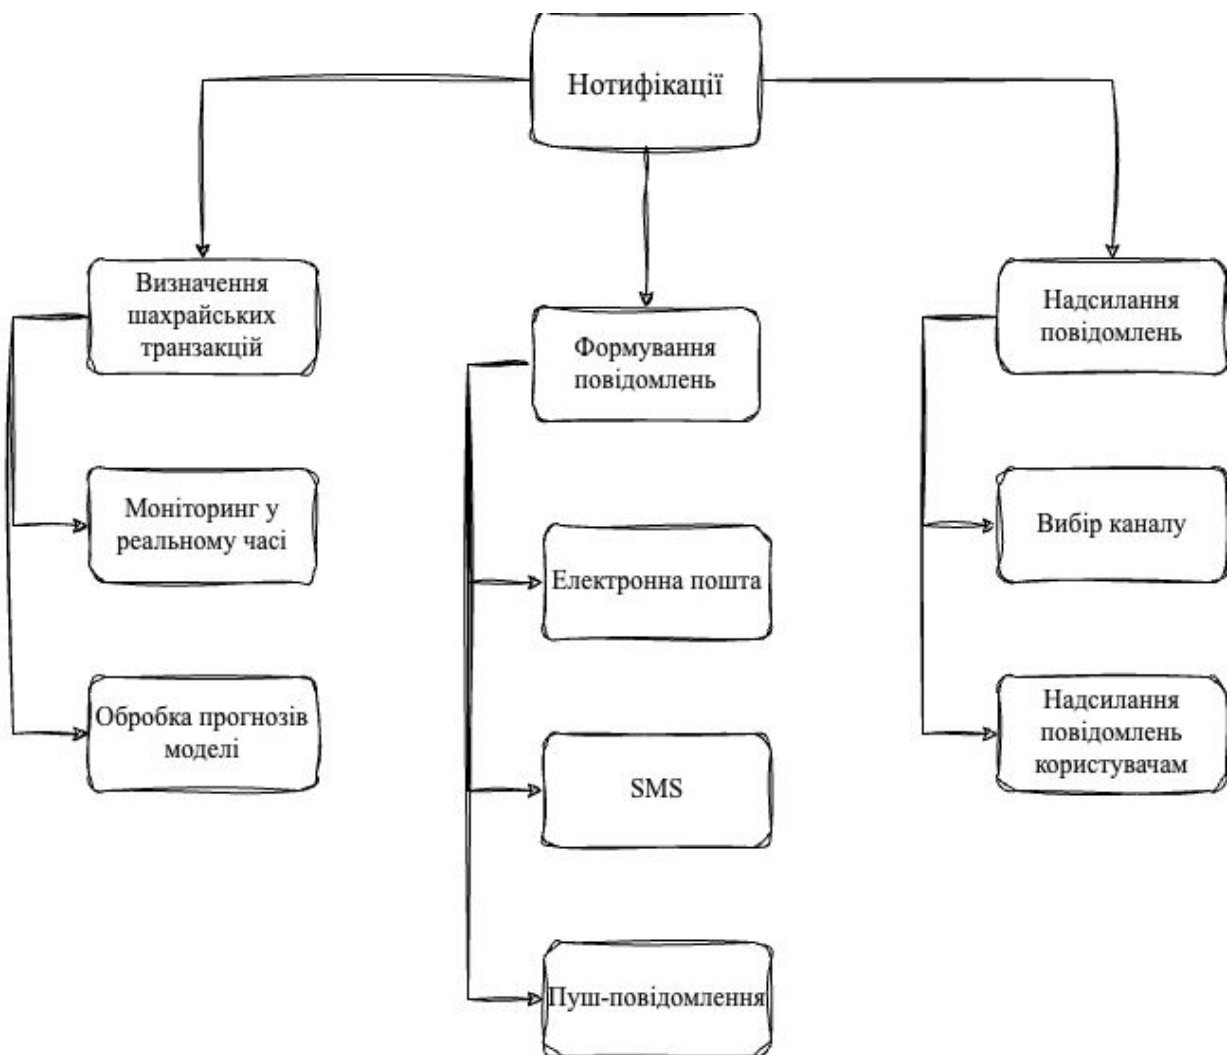 Нотифікації
Визначення
шахрайських
транзакцій
Моніторинг у
реальному часі
Обробка прогнозів
моделі
Формування
повідомлень
Електронна пошта
SMS
Пуш-повідомлення
Надсилання
повідомлень
Вибір каналу
Надсилання
повідомлень
користувачам